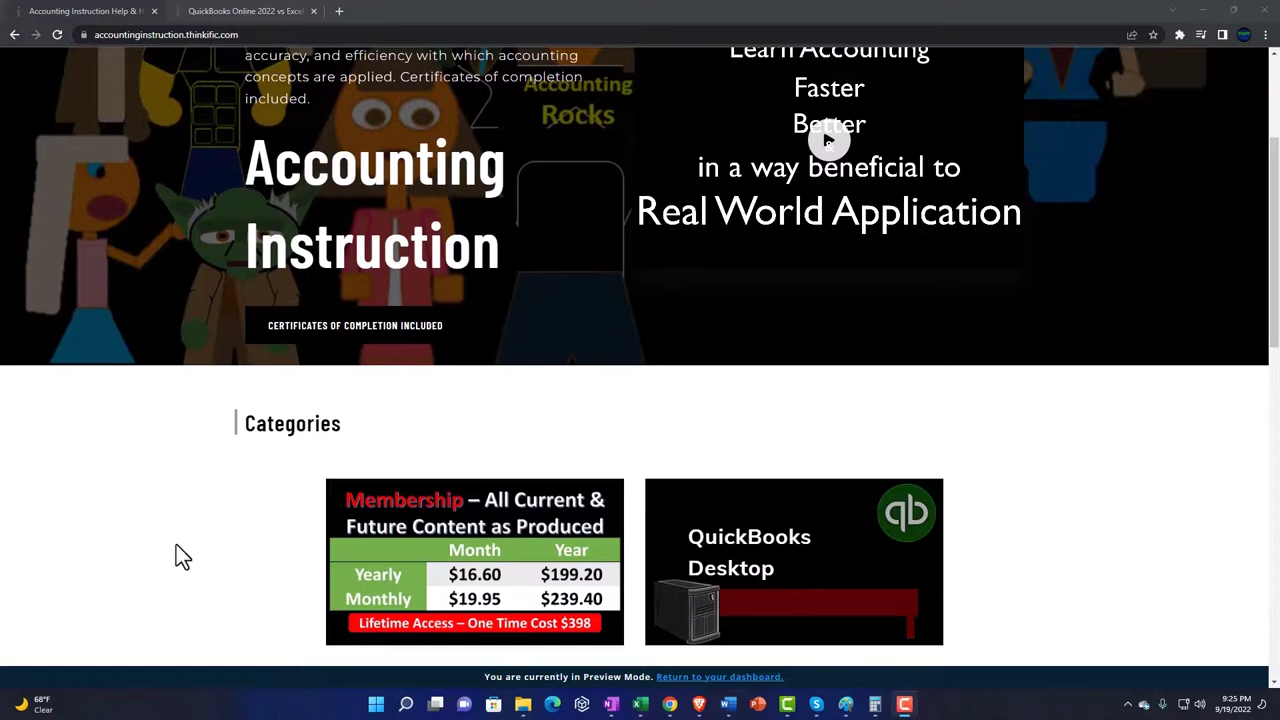 Accounting Instruction Help & H
QuickBooks Online 2022 vs Excel
accountinginstruction.thinkific.com
accuracy, and efficiency with which accounting
concepts are applied. Certificates of completion
included.
Accounting
Rocks
Learn Accounting
Faster
Better
&
in a way beneficial to
Real World Application
Accounting
Instruction
CERTIFICATES OF COMPLETION INCLUDED
Categories
Membership – All Current &
Future Content as Produced
Month Year
Yearly $16.60 $199.20
Monthly $19.95 $239.40
Lifetime Access – One Time Cost $398
qb
QuickBooks
Desktop
You are currently in Preview Mode. Return to your dashboard.
68°F
Clear
9:25 PM
9/19/2022